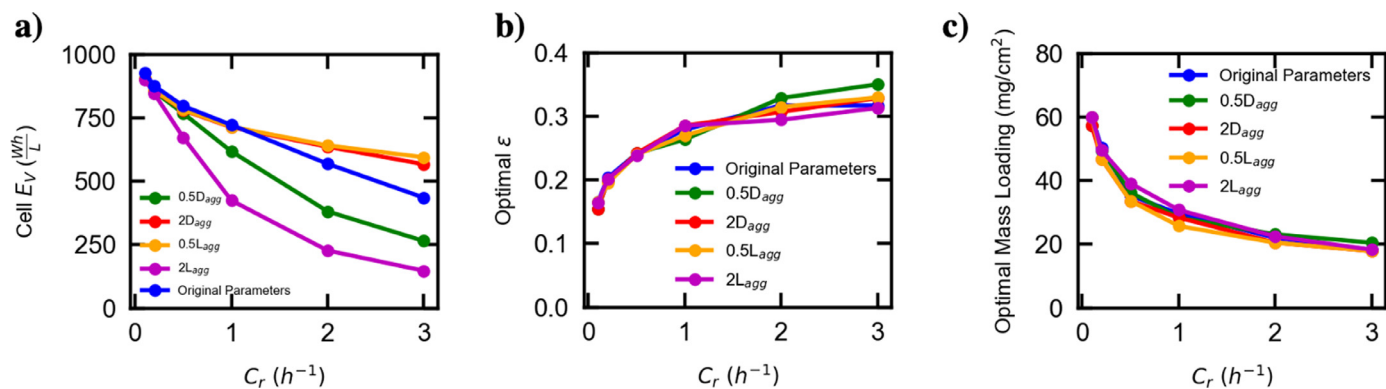 a)
Cell E_V (Wh/L)
1000
750
500
250
0
0.5D_agg
2D_agg
0.5L_agg
2L_agg
Original Parameters
0 1 2 3
C_r (h⁻¹)
b)
Optimal ε
0.4
0.3
0.2
0.1
0.0
Original Parameters
0.5D_agg
2D_agg
0.5L_agg
2L_agg
0 1 2 3
C_r (h⁻¹)
c)
Optimal Mass Loading (mg/cm²)
80
60
40
20
0
Original Parameters
0.5D_agg
2D_agg
0.5L_agg
2L_agg
0 1 2 3
C_r (h⁻¹)